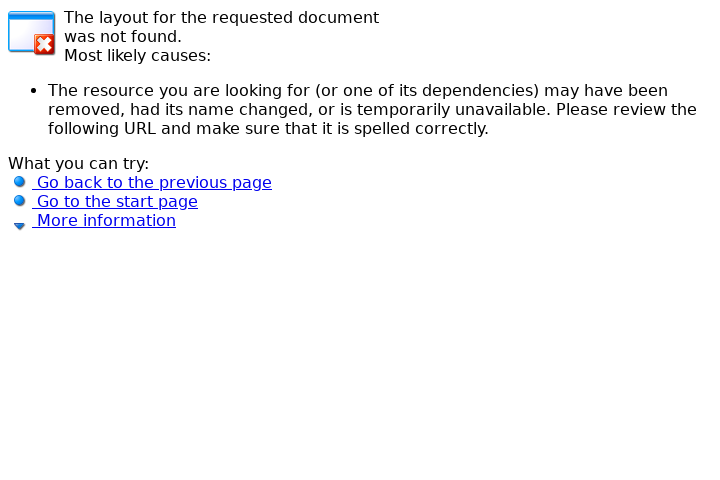 The layout for the requested document
was not found.
Most likely causes:
The resource you are looking for (or one of its dependencies) may have been
removed, had its name changed, or is temporarily unavailable. Please review the
following URL and make sure that it is spelled correctly.
What you can try:
Go back to the previous page
Go to the start page
More information